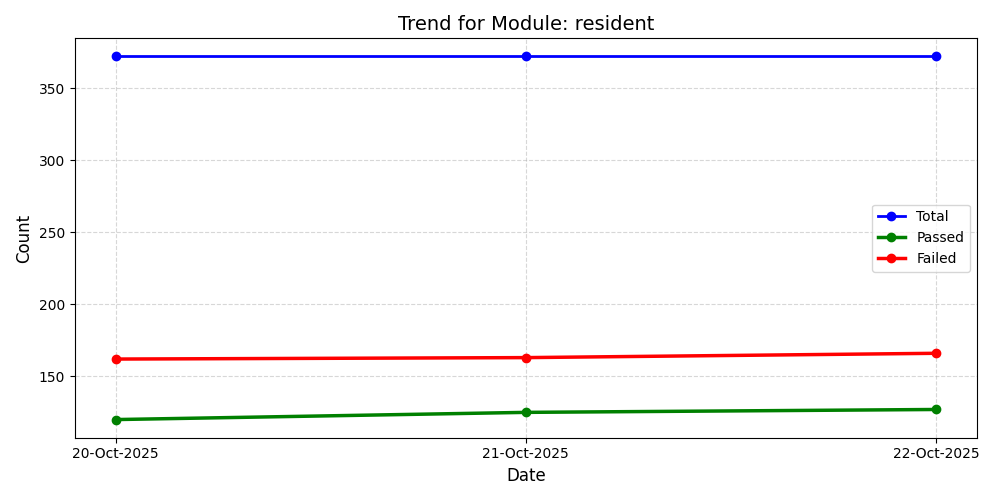 Trend for Module: resident
Count
350
300
250
200
150
Total
Passed
Failed
20-Oct-2025
21-Oct-2025
22-Oct-2025
Date